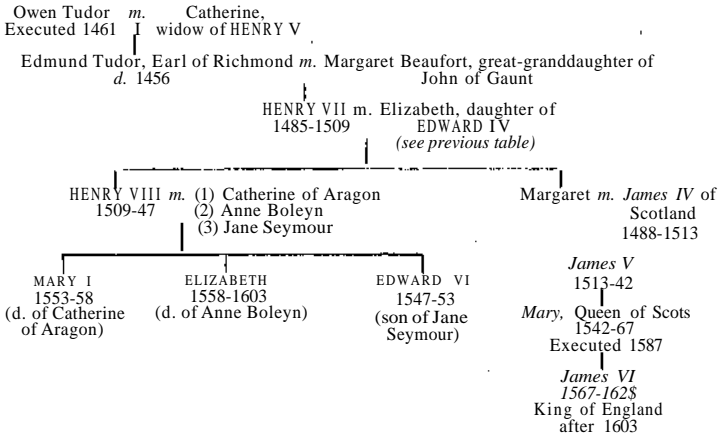 Owen Tudor m. Catherine,
Executed 1461 I widow of HENRY V
Edmund Tudor, Earl of Richmond m. Margaret Beaufort, great-granddaughter of
d. 1456 John of Gaunt
HENRY VII m. Elizabeth, daughter of
1485-1509 EDWARD IV
(see previous table)
HENRY VIII m. (1) Catherine of Aragon
1509-47 (2) Anne Boleyn
(3) Jane Seymour
Margaret m. James IV of
Scotland
1488-1513
MARY I
1553-58
(d. of Catherine
of Aragon)
ELIZABETH
1558-1603
(d. of Anne Boleyn)
EDWARD VI
1547-53
(son of Jane
Seymour)
James V
1513-42
Mary, Queen of Scots
1542-67
Executed 1587
James VI
1567-162$
King of England
after 1603